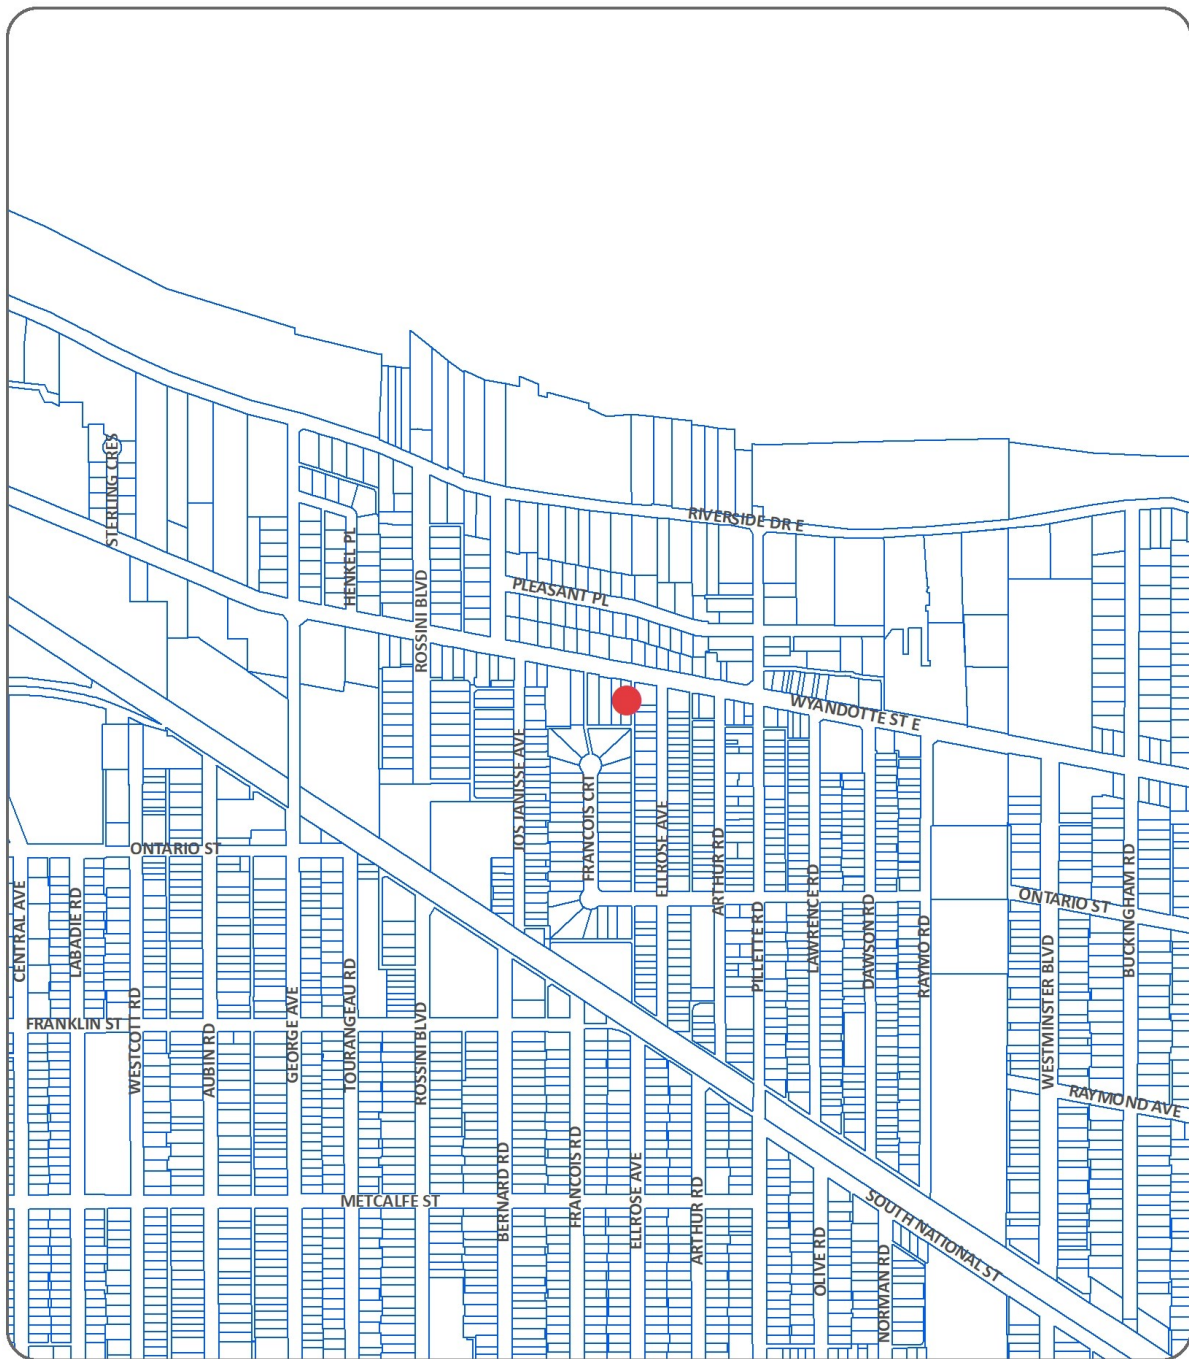 STERLING CRES
HENKEL PL
ROSSINI BLVD
RIVERSIDE DR E
PLEASANT PL
WYANDOTTE ST E
JOS JANISSE AVE
FRANCOIS CRT
ELLROSE AVE
ARTHUR RD
ONTARIO ST
CENTRAL AVE
LABADIE RD
PILLETTE RD
LAWRENCE RD
DAWSON RD
RAYMO RD
ONTARIO ST
BUCKINGHAM RD
WESTMINSTER BLVD
FRANKLIN ST
WESTCOTT RD
AUBIN RD
GEORGE AVE
TOURANGEAU RD
ROSSINI BLVD
RAYMOND AVE
METCALFE ST
BERNARD RD
FRANCOIS RD
ELLROSE AVE
ARTHUR RD
SOUTH NATIONAL ST
OLIVE RD
NORMAN RD